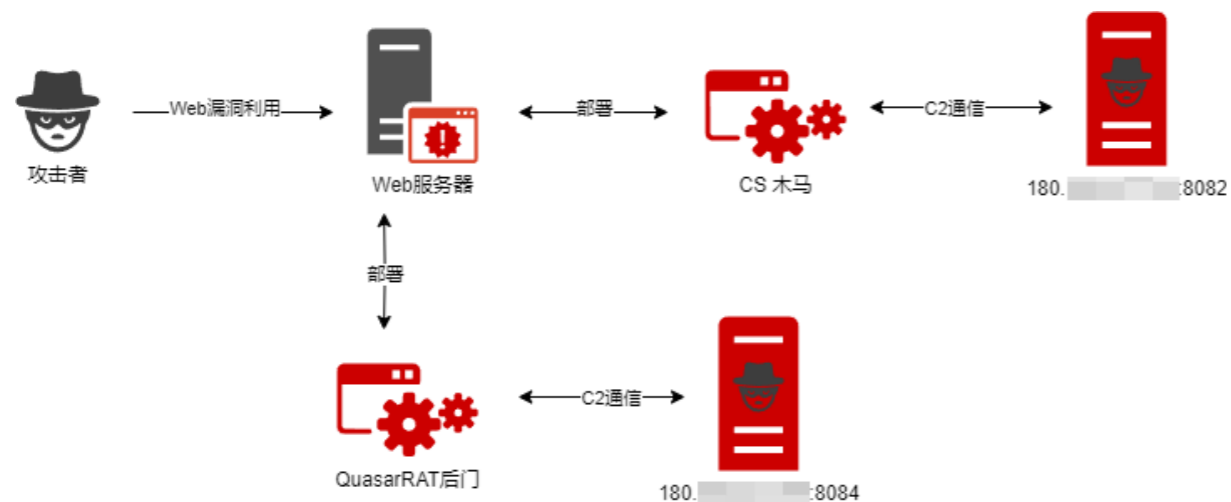 Web漏洞利用
部署
C2通信
攻击者
Web服务器
CS 木马
180.
:8082
部署
C2通信
QuasarRAT后门
180.
:8084